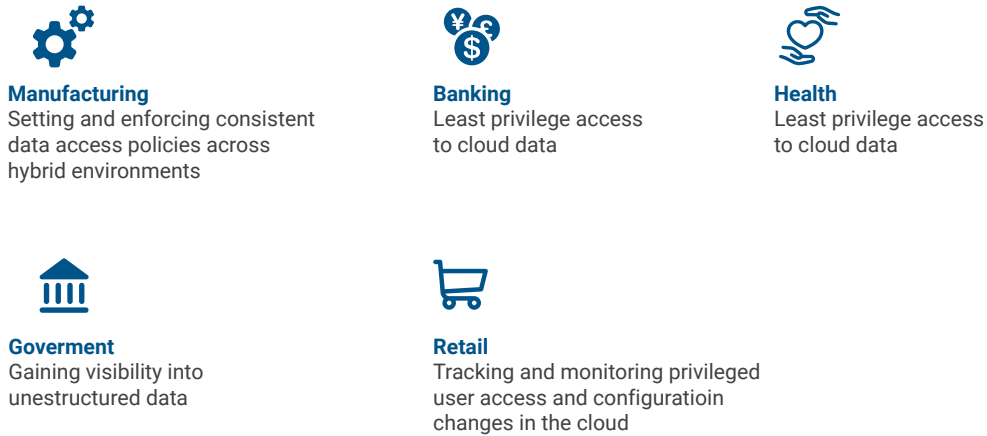 ¥
£
$
Manufacturing
Setting and enforcing consistent
data access policies across
hybrid environments
Banking
Least privilege access
to cloud data
Health
Least privilege access
to cloud data
Goverment
Gaining visibility into
unestructured data
Retail
Tracking and monitoring privileged
user access and configuratioin
changes in the cloud